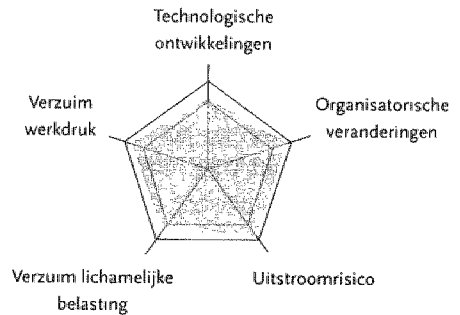 Technologische
ontwikkelingen
Verzuim
werkdruk
Organisatorische
veranderingen
Verzuim lichamelijke
belasting
Uitstroomrisico